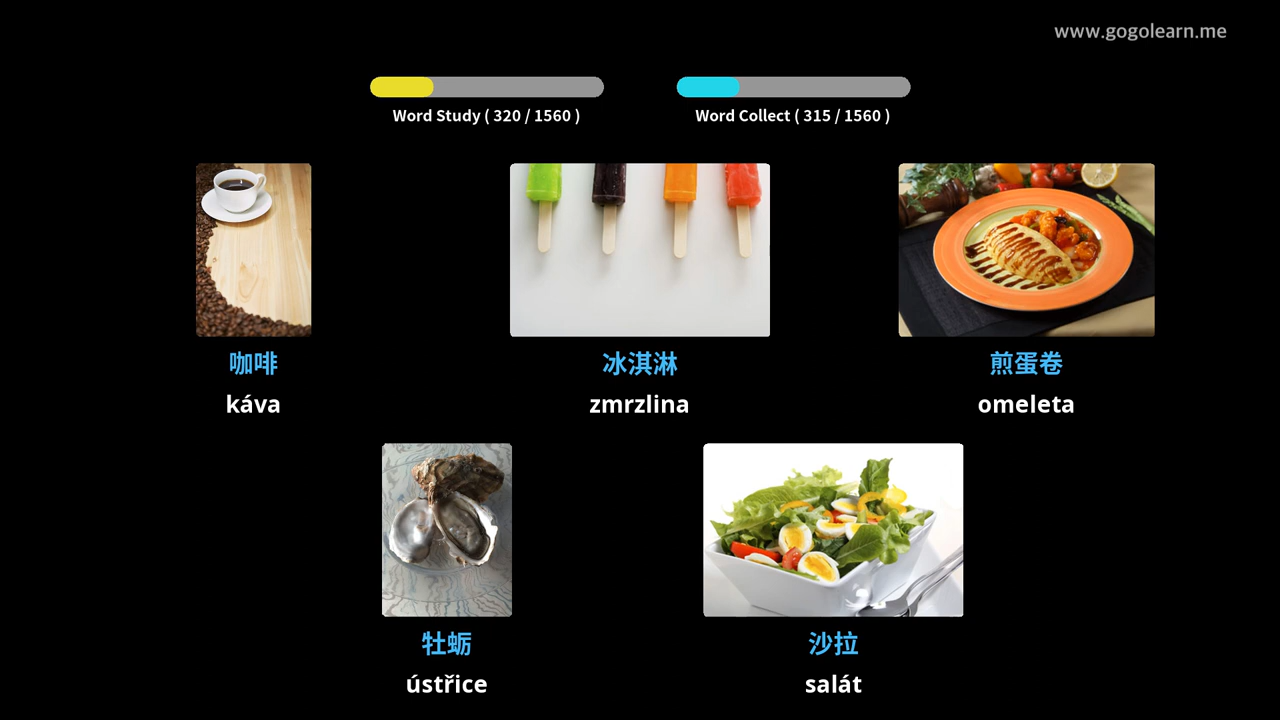 www.gogolearn.me
Word Study ( 320 / 1560 )
Word Collect ( 315 / 1560 )
咖啡
káva
冰淇淋
zmrzlina
煎蛋卷
omeleta
牡蛎
ústřice
沙拉
salát